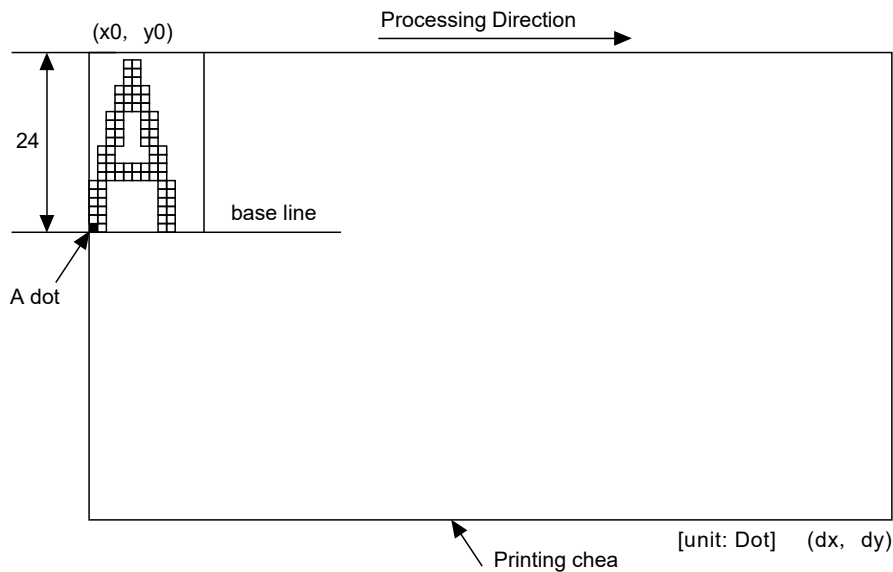 Processing Direction
(x0, y0)
24
base line
A dot
Printing chea
[unit: Dot] (dx, dy)